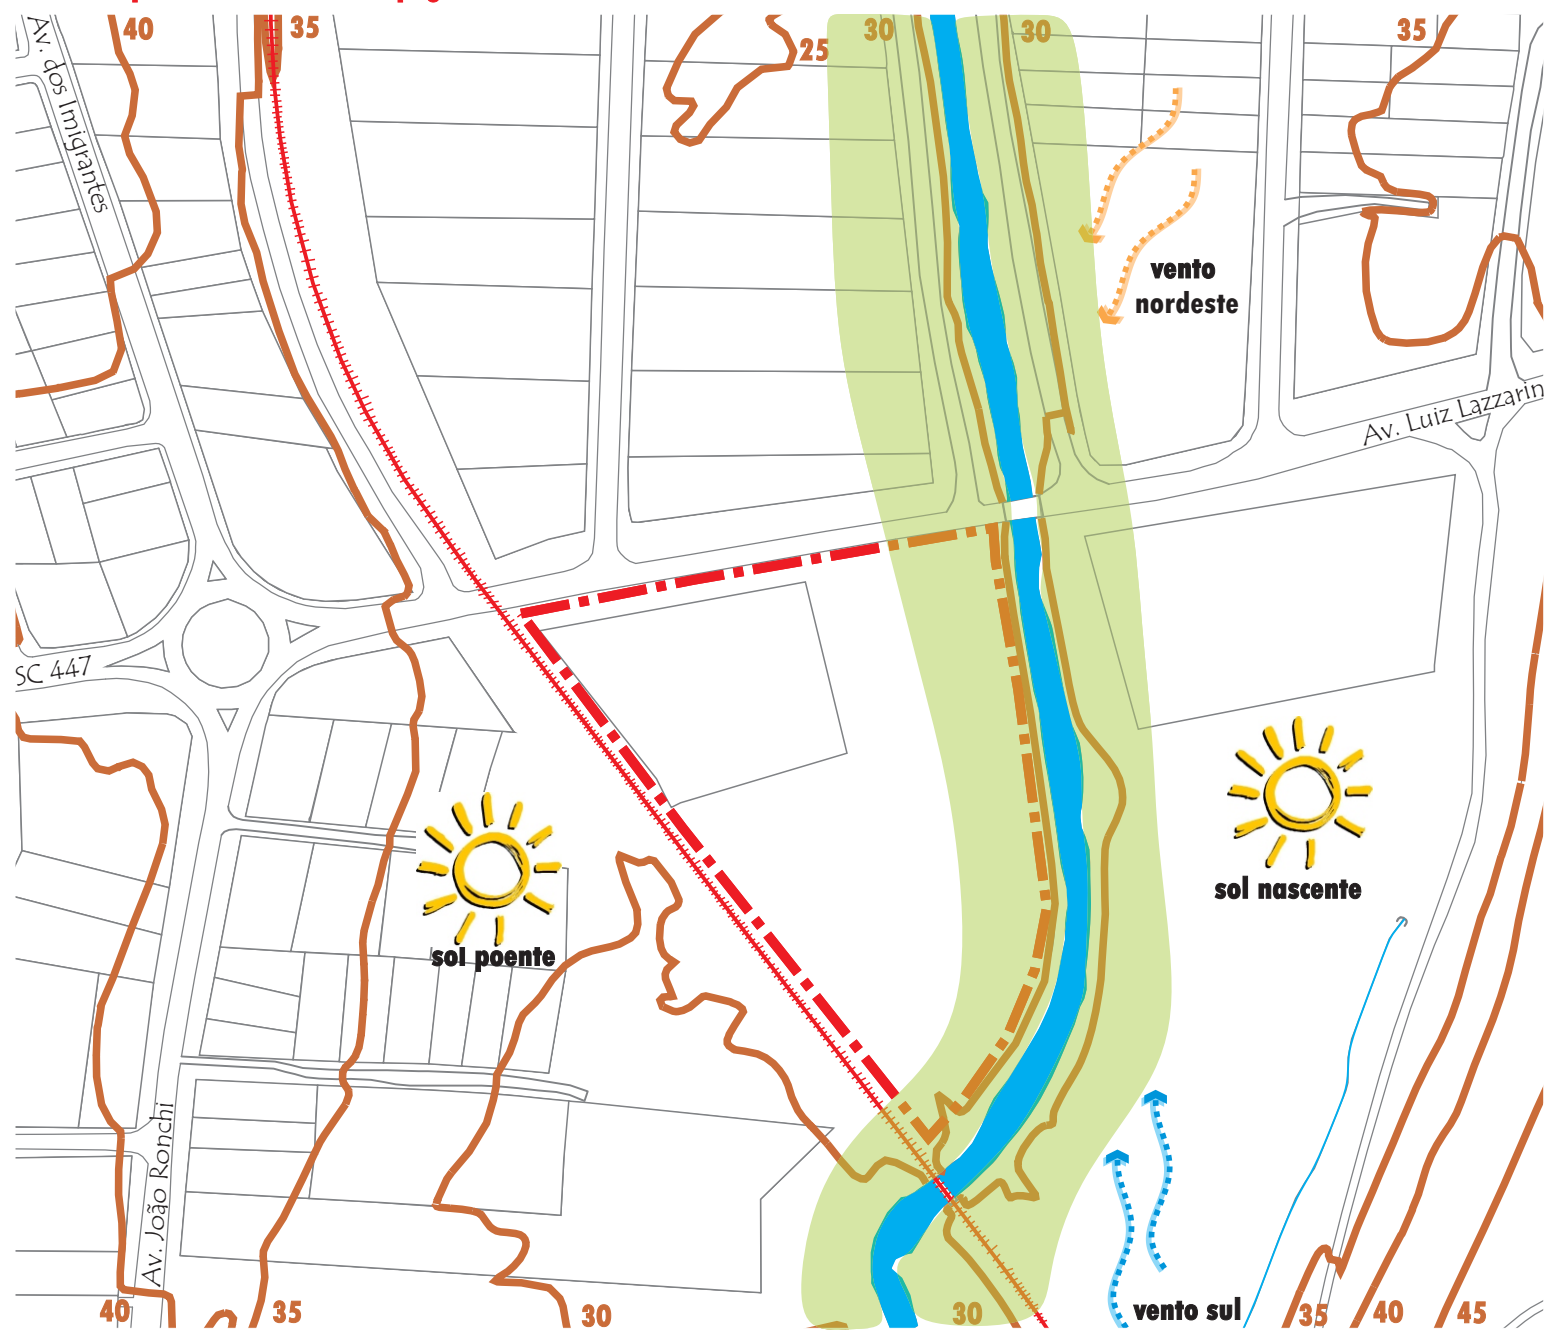 40
35
25
30
30
35
Av. dos Imigrantes
vento
nordeste
Av. Luiz Lazzarin
SC 447
sol nascente
sol poente
Av. João Ronchi
vento sul
40
35
30
30
35
40
45